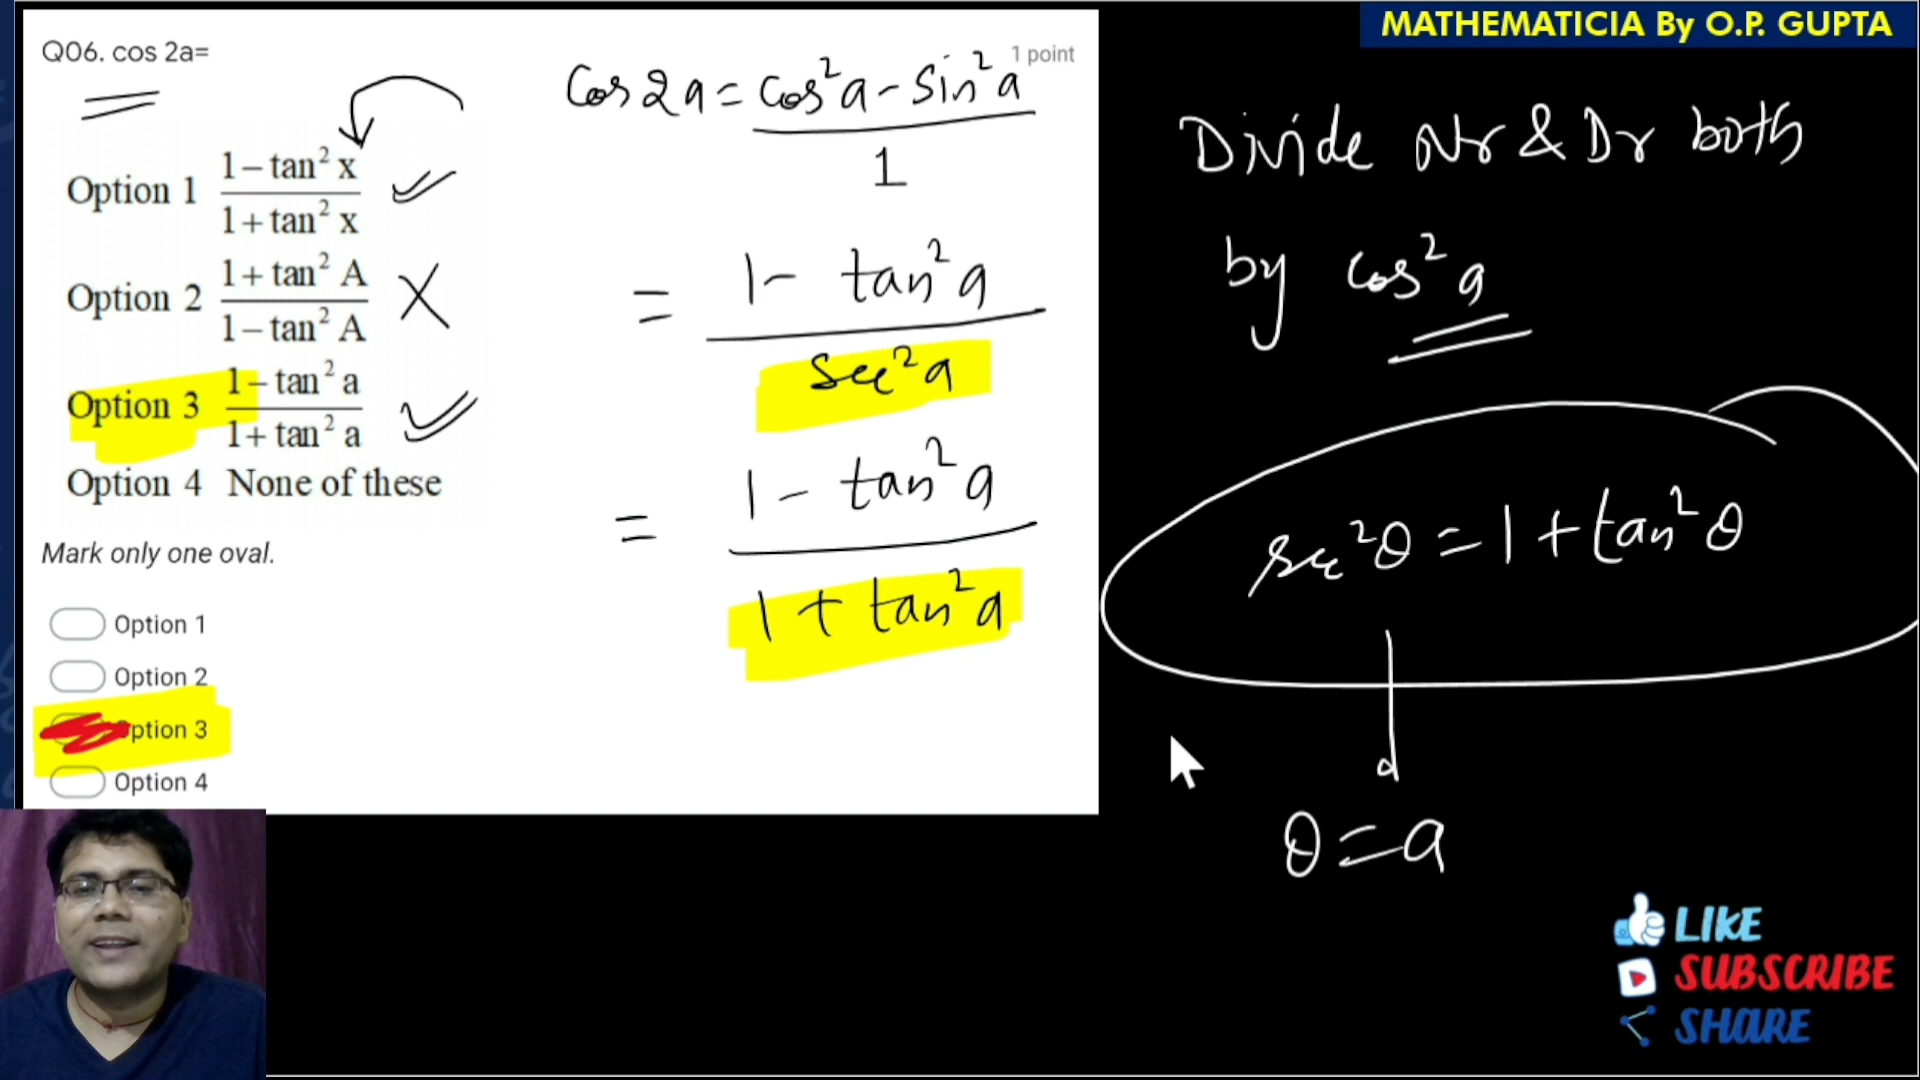 MATHEMATICIA By O.P. GUPTA
Q06. cos 2a=
1 point
Option 1 (1 − tan² x)/(1 + tan² x)
Option 2 (1 + tan² A)/(1 − tan² A)
Option 3 (1 − tan² a)/(1 + tan² a)
Option 4 None of these
Mark only one oval.
Option 1
Option 2
ption 3
Option 4
Cos 2a = (cos²a − Sin²a)/1
= (1 − tan²a)/(sec²a)
= (1 − tan²a)/(1 + tan²a)
Divide Nr & Dr both
by cos²a
sec²θ = 1 + tan²θ
θ = a
LIKE
SUBSCRIBE
SHARE